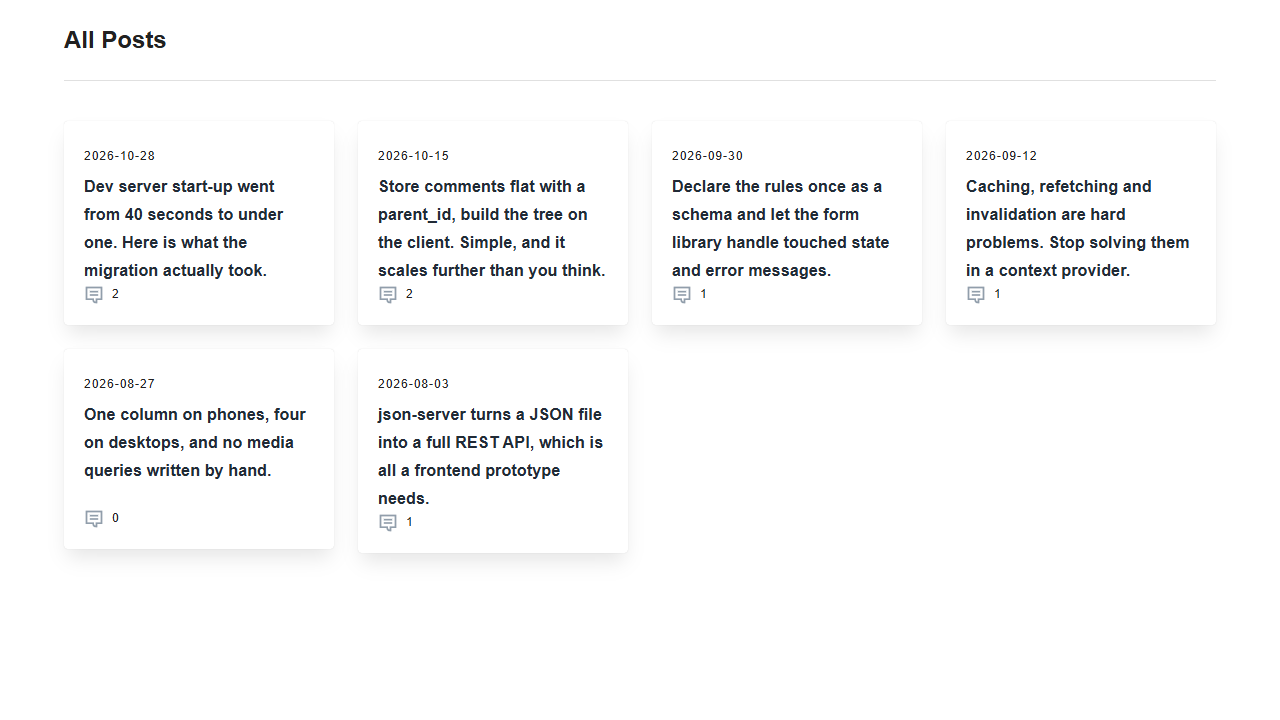 All Posts
2026-10-28
Dev server start-up went
from 40 seconds to under
one. Here is what the
migration actually took.
2
2026-10-15
Store comments flat with a
parent_id, build the tree on
the client. Simple, and it
scales further than you think.
2
2026-09-30
Declare the rules once as a
schema and let the form
library handle touched state
and error messages.
1
2026-09-12
Caching, refetching and
invalidation are hard
problems. Stop solving them
in a context provider.
1
2026-08-27
One column on phones, four
on desktops, and no media
queries written by hand.
0
2026-08-03
json-server turns a JSON file
into a full REST API, which is
all a frontend prototype
needs.
1